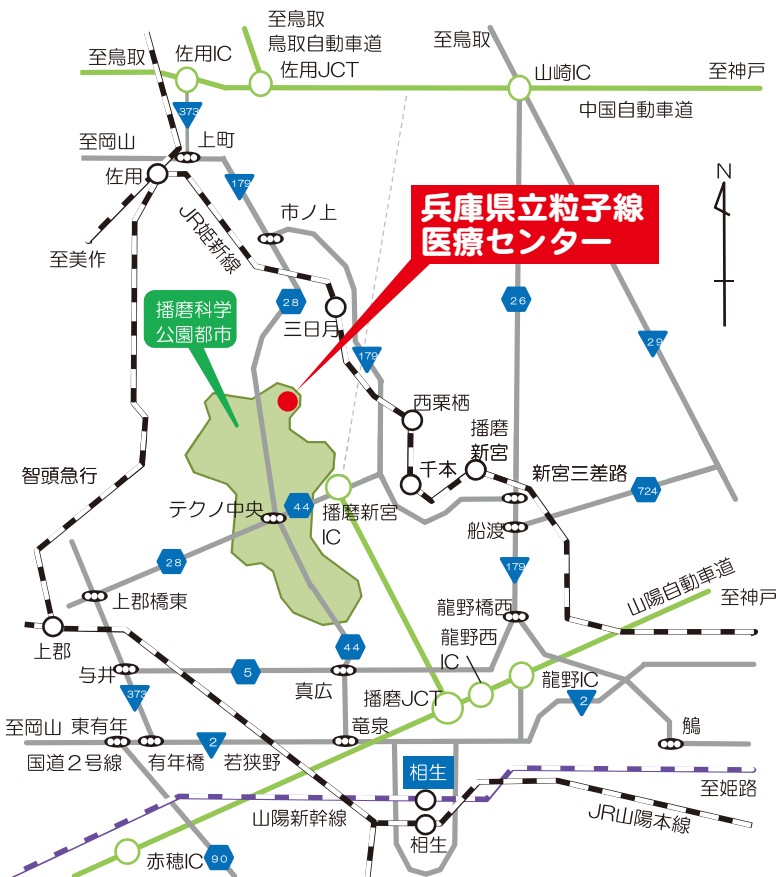 至鳥取
鳥取自動車道
至鳥取
佐用IC
佐用JCT
至鳥取
山崎IC
至神戸
中国自動車道
373
至岡山
上町
佐用
179
N
兵庫県立粒子線
医療センター
市ノ上
JR姫新線
至美作
28
26
播磨科学
公園都市
三日月
179
29
西栗栖
播磨
新宮
智頭急行
千本
新宮三差路
724
テクノ中央
44
播磨新宮
IC
船渡
28
179
山陽自動車道
至神戸
上郡橋東
龍野橋西
上郡
44
龍野西
IC
与井
5
真広
龍野IC
373
播磨JCT
2
至岡山
東有年
竜泉
鵤
国道２号線
有年橋
2
若狭野
相生
至姫路
山陽新幹線
JR山陽本線
相生
赤穂IC
90